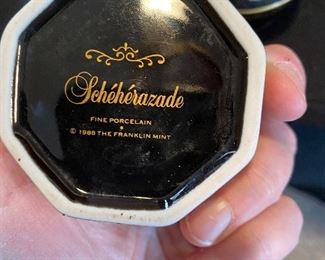 Schéhérazade
FINE PORCELAIN
© 1988 THE FRANKLIN MINT